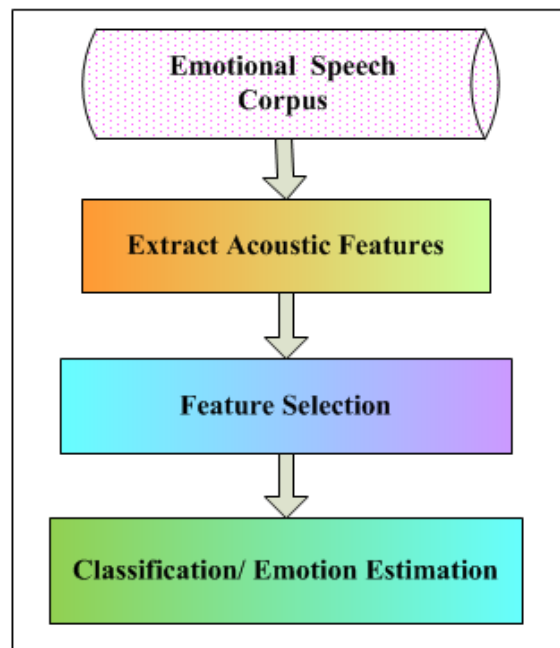 Emotional Speech
Corpus
Extract Acoustic Features
Feature Selection
Classification/ Emotion Estimation